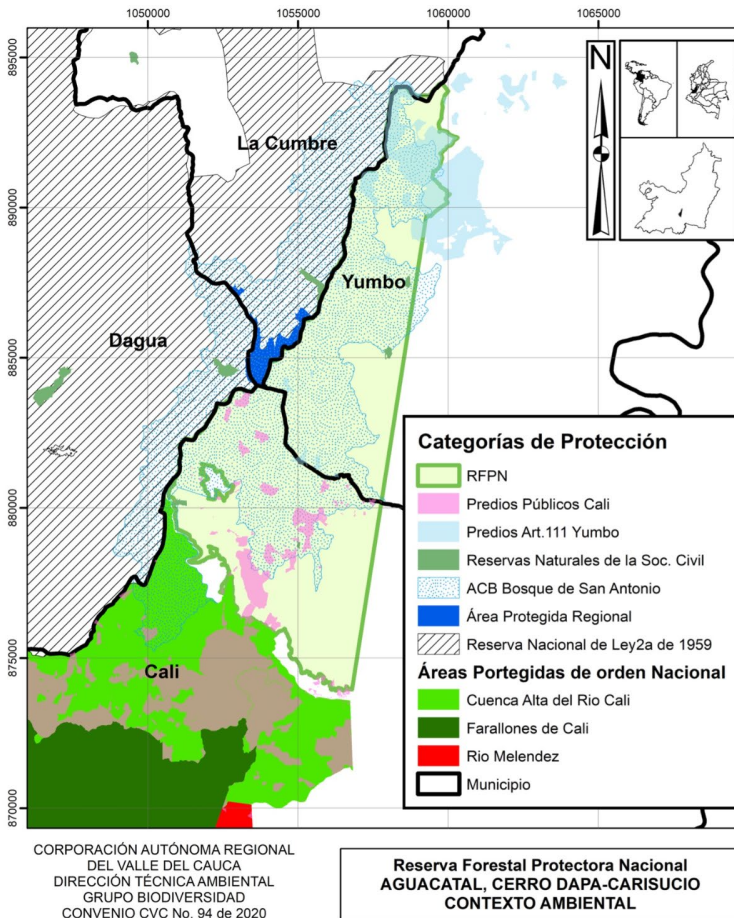 1050000
1055000
1060000
1065000
895000
890000
885000
880000
875000
870000
N
La Cumbre
Yumbo
Dagua
Cali
Categorías de Protección
RFPN
Predios Públicos Cali
Predios Art.111 Yumbo
Reservas Naturales de la Soc. Civil
ACB Bosque de San Antonio
Área Protegida Regional
Reserva Nacional de Ley2a de 1959
Áreas Portegidas de orden Nacional
Cuenca Alta del Rio Cali
Farallones de Cali
Rio Melendez
Municipio
CORPORACIÓN AUTÓNOMA REGIONAL
DEL VALLE DEL CAUCA
DIRECCIÓN TÉCNICA AMBIENTAL
GRUPO BIODIVERSIDAD
CONVENIO CVC No. 94 de 2020
Reserva Forestal Protectora Nacional
AGUACATAL, CERRO DAPA-CARISUCIO
CONTEXTO AMBIENTAL